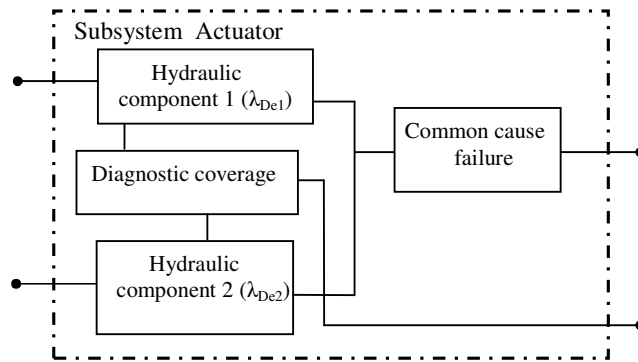 Subsystem Actuator
Hydraulic
component 1 (λDe1)
Common cause
failure
Diagnostic coverage
Hydraulic
component 2 (λDe2)